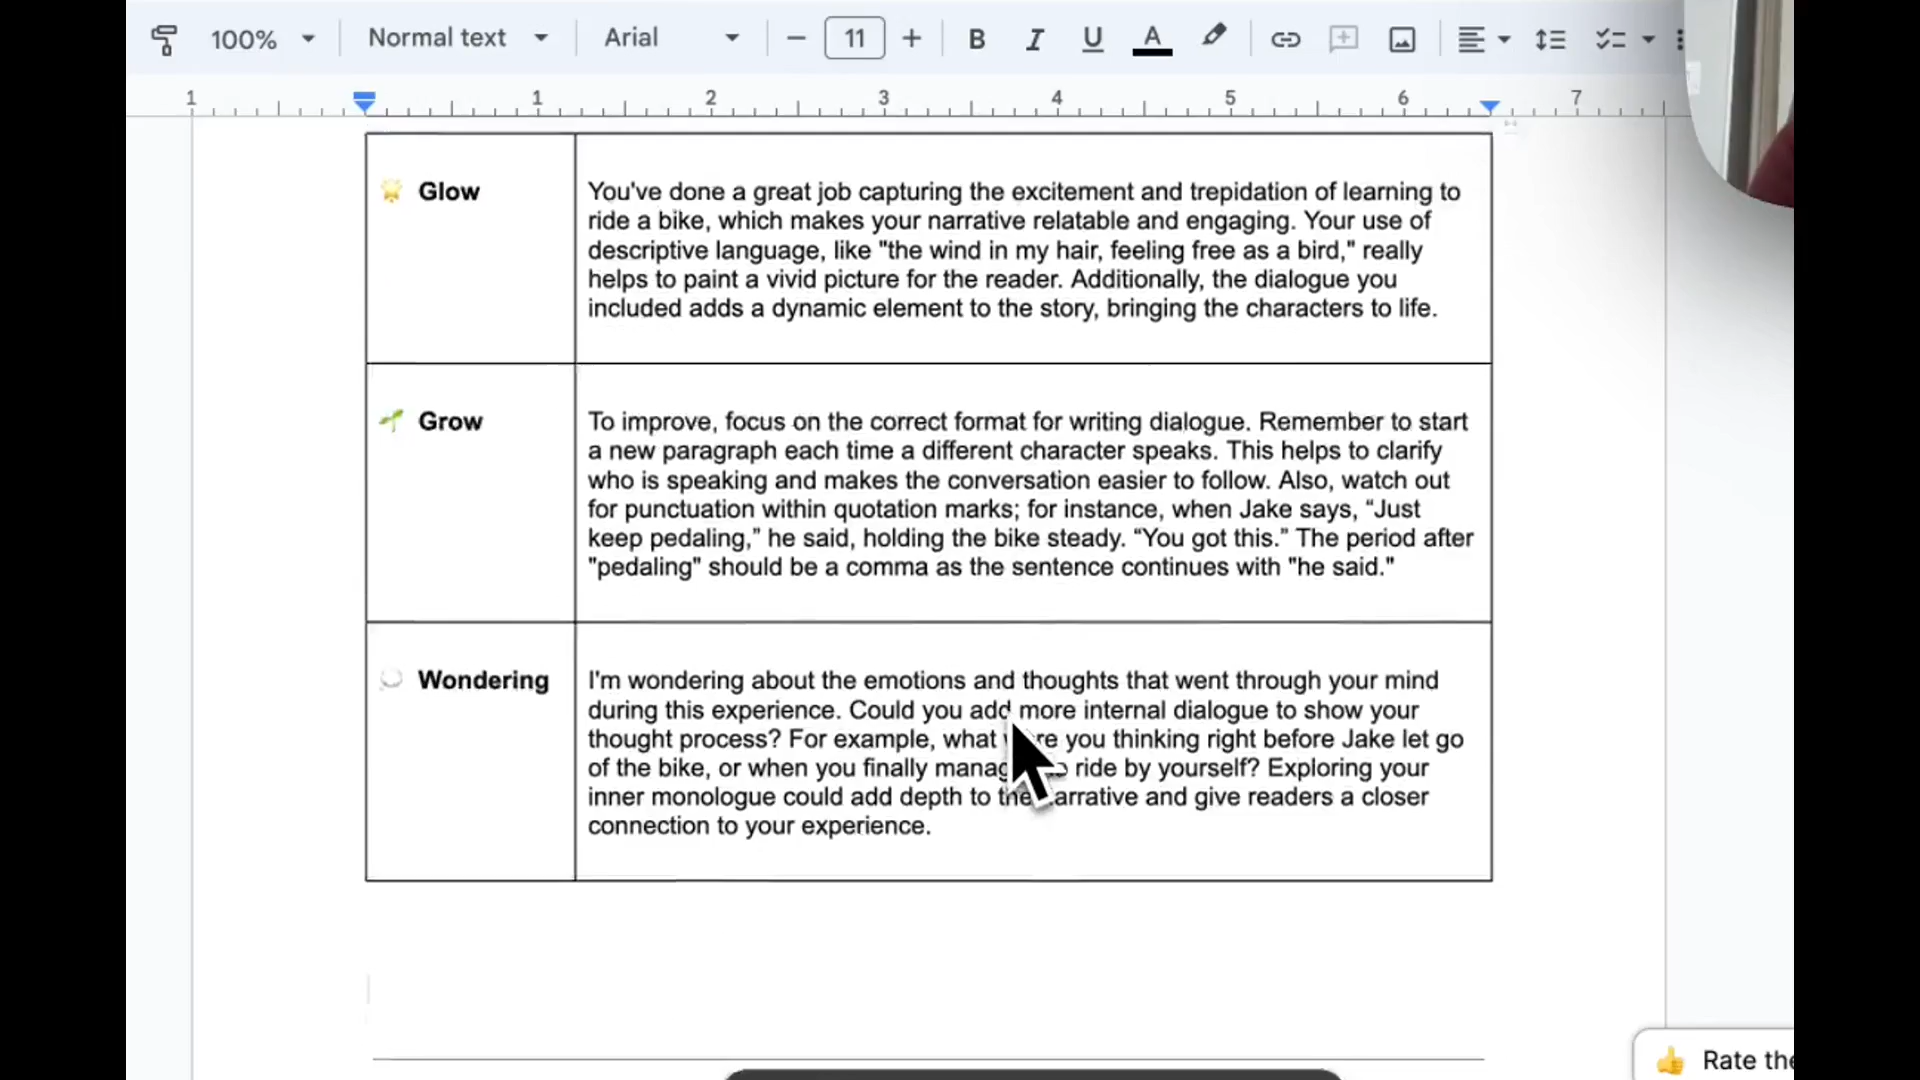 100% Normal text Arial 11 B I U A
1 1 2 3 4 5 6 7
Glow
You've done a great job capturing the excitement and trepidation of learning to
ride a bike, which makes your narrative relatable and engaging. Your use of
descriptive language, like "the wind in my hair, feeling free as a bird," really
helps to paint a vivid picture for the reader. Additionally, the dialogue you
included adds a dynamic element to the story, bringing the characters to life.
Grow
To improve, focus on the correct format for writing dialogue. Remember to start
a new paragraph each time a different character speaks. This helps to clarify
who is speaking and makes the conversation easier to follow. Also, watch out
for punctuation within quotation marks; for instance, when Jake says, “Just
keep pedaling,” he said, holding the bike steady. “You got this.” The period after
"pedaling" should be a comma as the sentence continues with "he said."
Wondering
I'm wondering about the emotions and thoughts that went through your mind
during this experience. Could you add more internal dialogue to show your
thought process? For example, what you thinking right before Jake let go
of the bike, or when you finally ride by yourself? Exploring your
inner monologue could add depth to the narrative and give readers a closer
connection to your experience.
Rate